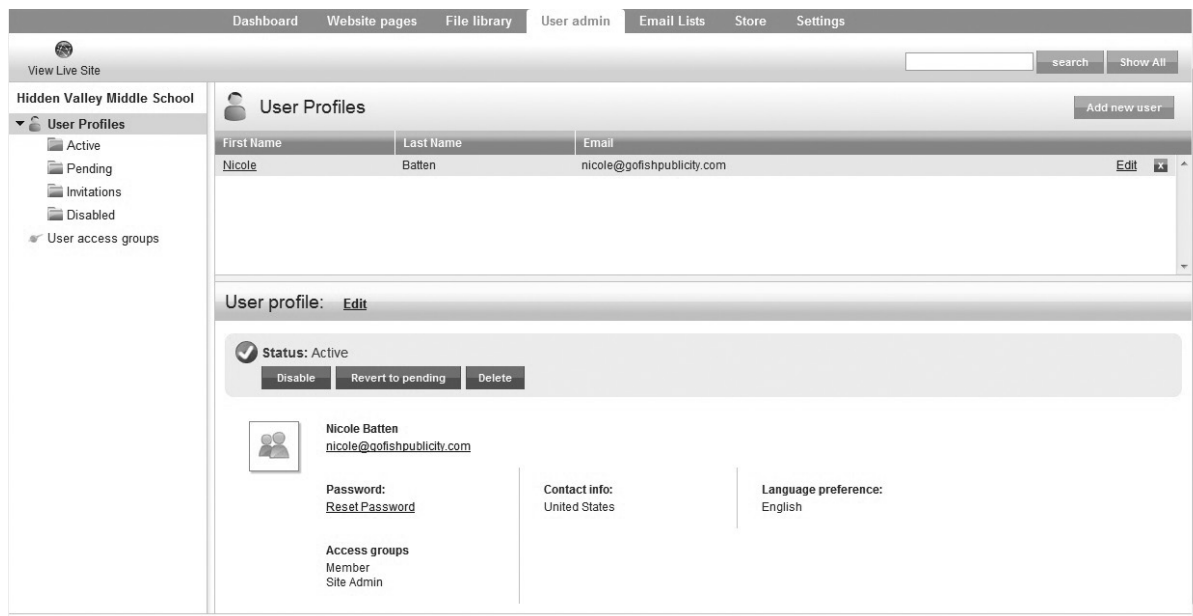 Dashboard Website pages File library User admin Email Lists Store Settings
View Live Site
search Show All
Hidden Valley Middle School
User Profiles
Active
Pending
Invitations
Disabled
User access groups
User Profiles
Add new user
First Name Last Name Email
Nicole Batten nicole@gofishpublicity.com Edit x
User profile: Edit
Status: Active
Disable Revert to pending Delete
Nicole Batten
nicole@gofishpublicity.com
Password: Contact info: Language preference:
Reset Password United States English
Access groups
Member
Site Admin